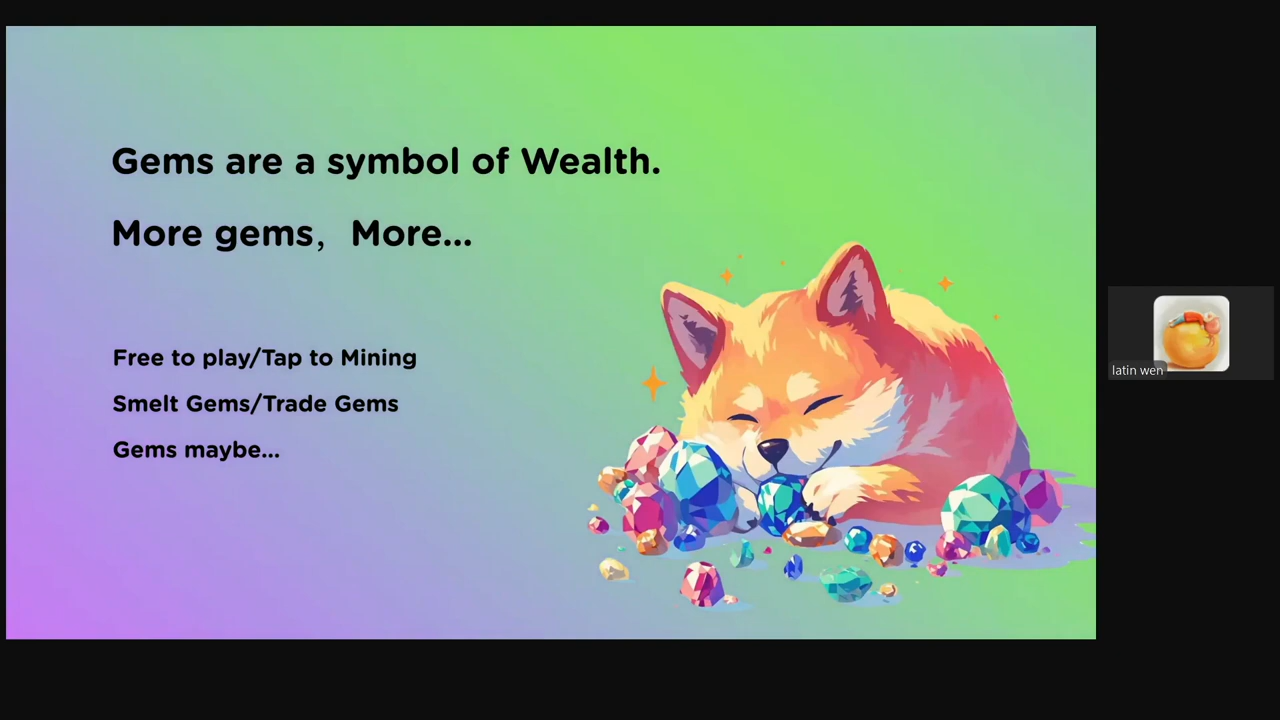 Gems are a symbol of Wealth.
More gems， More...
Free to play/Tap to Mining
Smelt Gems/Trade Gems
Gems maybe...
latin wen